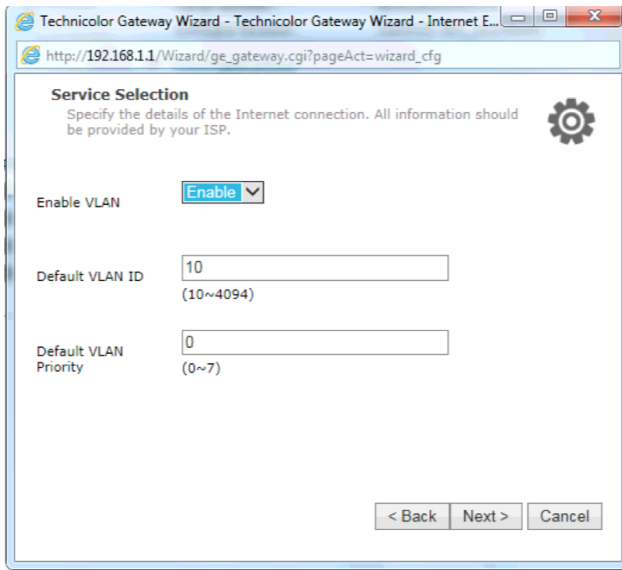 Technicolor Gateway Wizard - Technicolor Gateway Wizard - Internet E...
http://192.168.1.1/Wizard/ge_gateway.cgi?pageAct=wizard_cfg
Service Selection
Specify the details of the Internet connection. All information should
be provided by your ISP.
Enable VLAN
Enable
Default VLAN ID
10
(10~4094)
Default VLAN
Priority
0
(0~7)
< Back
Next >
Cancel